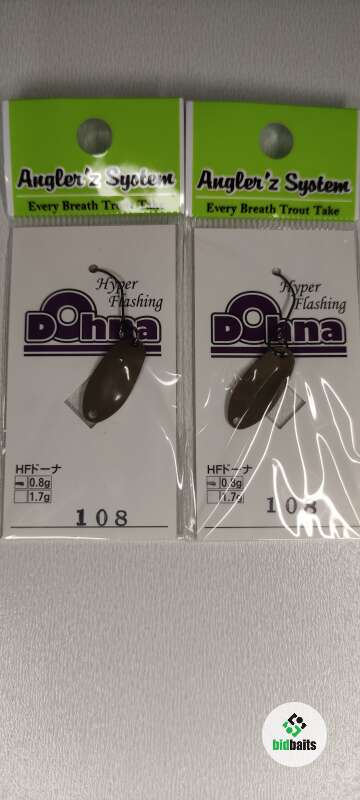 Angler'z System
Every Breath Trout Take
Hyper
Flashing
Dohna
HFドーナ
0.8g
1.7g
108
Angler'z System
Every Breath Trout Take
Hyper
Flashing
Dohna
HFドーナ
0.8g
1.7g
108
bidbaits